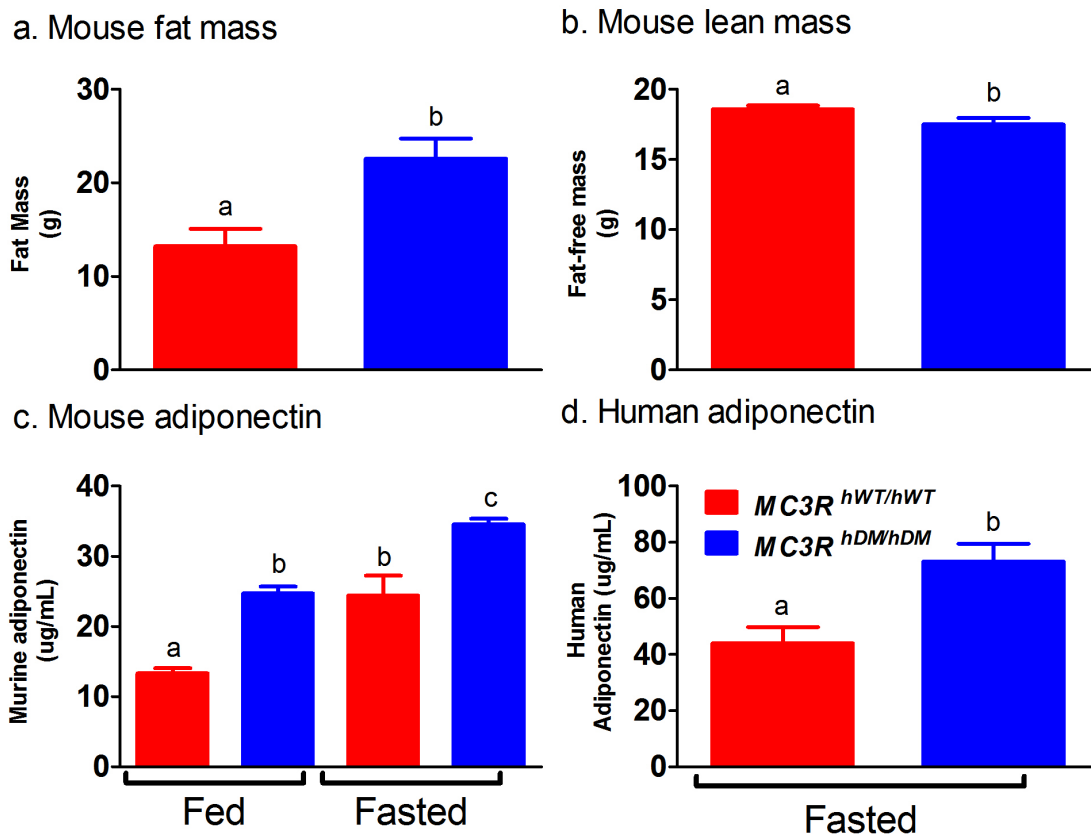 a. Mouse fat mass
b. Mouse lean mass
30
20
10
0
Fat Mass
(g)
a
b
20
15
10
5
0
Fat-free mass
(g)
a
b
c. Mouse adiponectin
d. Human adiponectin
40
30
20
10
0
Murine adiponectin
(ug/mL)
a
b
b
c
Fed
Fasted
100
80
60
40
20
0
Human
Adiponectin (ug/mL)
MC3R hWT/hWT
MC3R hDM/hDM
a
b
Fasted